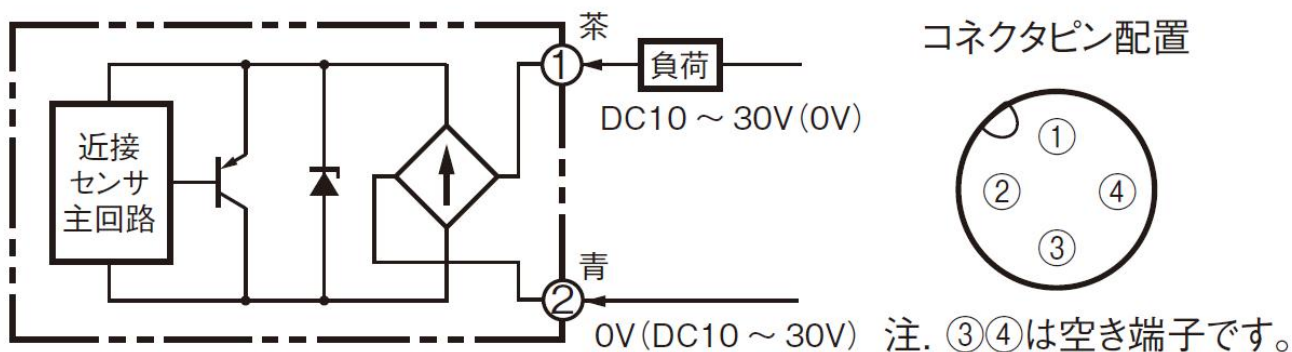 茶
①
負荷
DC10 ～ 30V(0V)
近接
センサ
主回路
青
②
0V(DC10 ～ 30V)
コネクタピン配置
①
② ④
③
注. ③④は空き端子です。